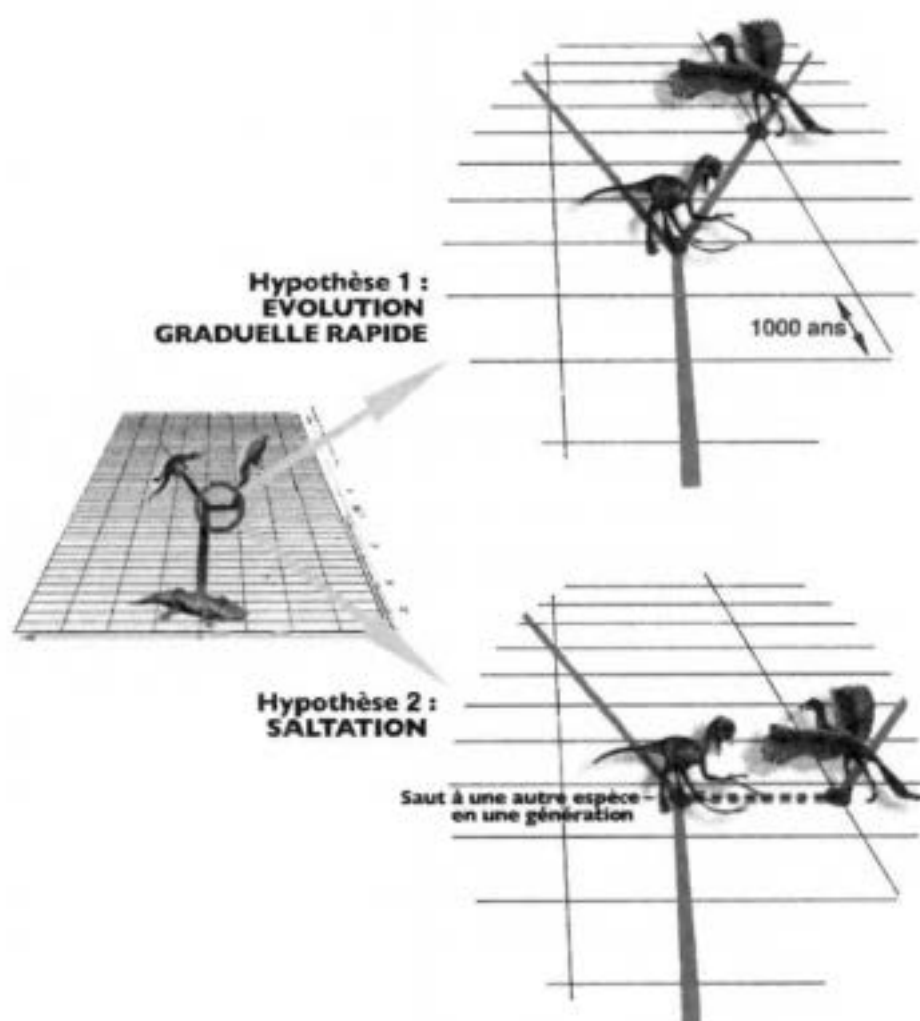 Hypothèse 1 :
EVOLUTION
GRADUELLE RAPIDE
1000 ans
Hypothèse 2 :
SALTATION
Saut à une autre espèce
en une génération